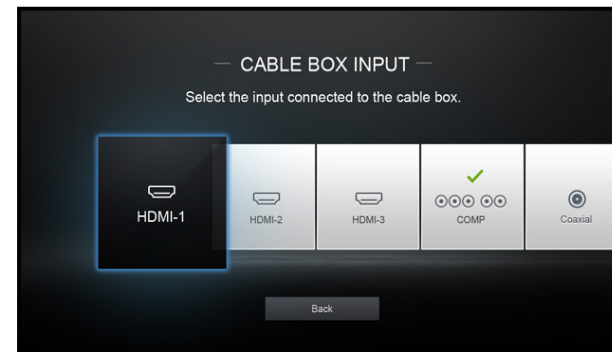 CABLE BOX INPUT
Select the input connected to the cable box.
HDMI-1
HDMI-2
HDMI-3
COMP
Coaxial
Back